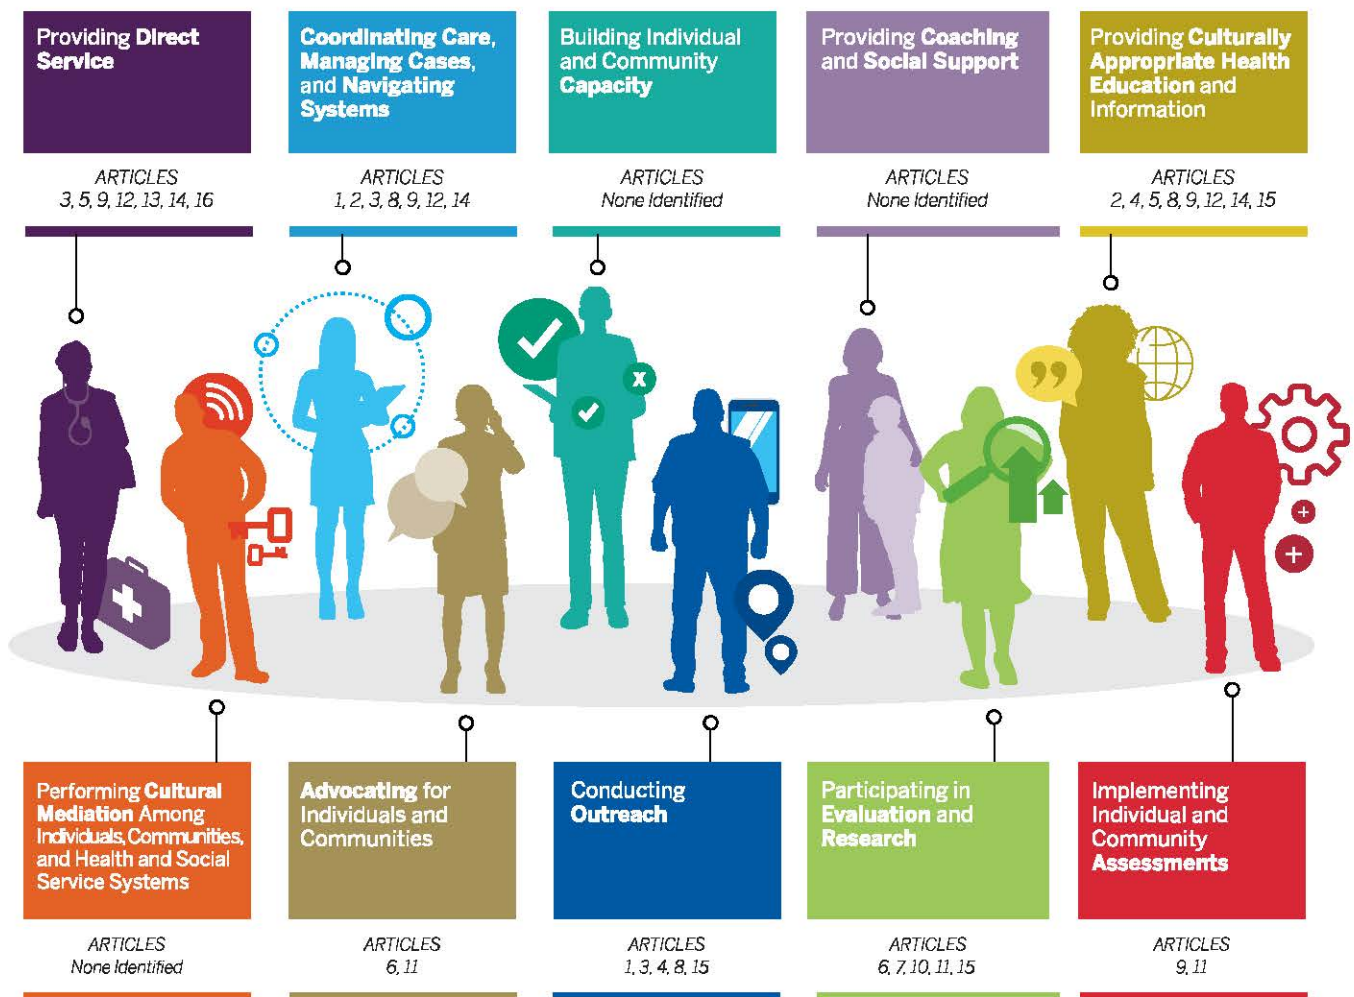 Providing Direct
Service
ARTICLES
3, 5, 9, 12, 13, 14, 16
Coordinating Care,
Managing Cases,
and Navigating
Systems
ARTICLES
1, 2, 3, 8, 9, 12, 14
Building Individual
and Community
Capacity
ARTICLES
None Identified
Providing Coaching
and Social Support
ARTICLES
None Identified
Providing Culturally
Appropriate Health
Education and
Information
ARTICLES
2, 4, 5, 8, 9, 12, 14, 15
x
Performing Cultural
Mediation Among
Individuals, Communities,
and Health and Social
Service Systems
ARTICLES
None Identified
Advocating for
Individuals and
Communities
ARTICLES
6, 11
Conducting
Outreach
ARTICLES
1, 3, 4, 8, 15
Participating in
Evaluation and
Research
ARTICLES
6, 7, 10, 11, 15
Implementing
Individual and
Community
Assessments
ARTICLES
9, 11